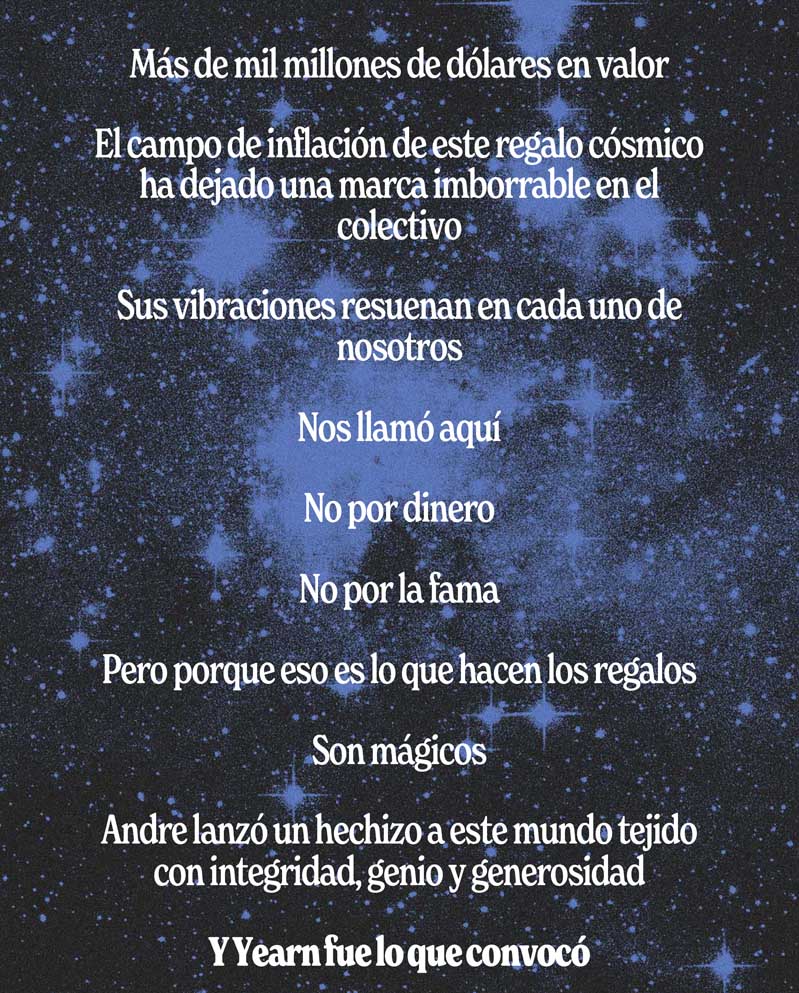 Más de mil millones de dólares en valor
El campo de inflación de este regalo cósmico
ha dejado una marca imborrable en el
colectivo
Sus vibraciones resuenan en cada uno de
nosotros
Nos llamó aquí
No por dinero
No por la fama
Pero porque eso es lo que hacen los regalos
Son mágicos
Andre lanzó un hechizo a este mundo tejido
con integridad, genio y generosidad
Y Yearn fue lo que convocó